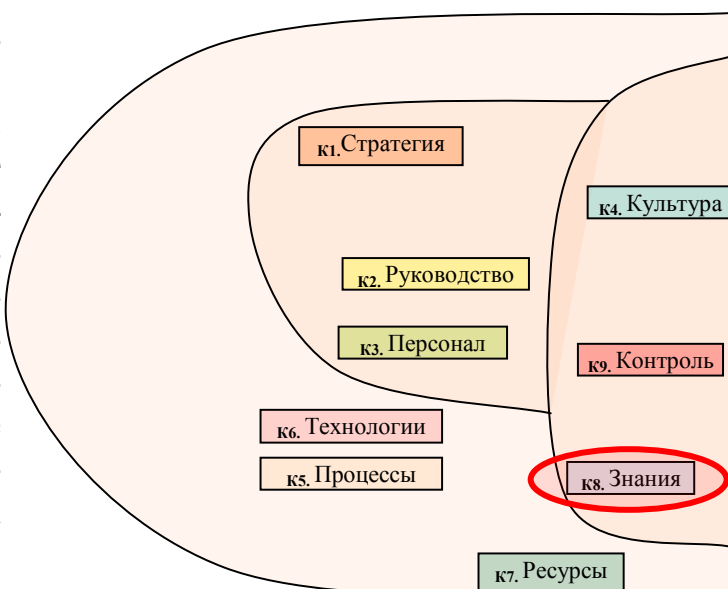 К1.Стратегия
К4. Культура
К2. Руководство
К3. Персонал
К9. Контроль
К6. Технологии
К5. Процессы
К8. Знания
К7. Ресурсы